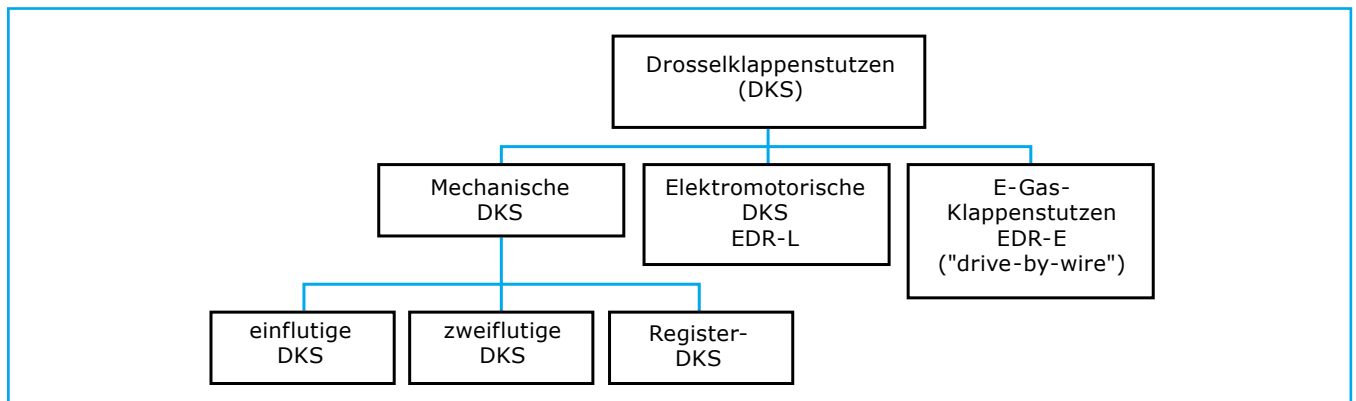 Drosselklappenstutzen
(DKS)
Mechanische
DKS
Elektromotorische
DKS
EDR-L
E-Gas-
Klappenstutzen
EDR-E
("drive-by-wire")
einflutige
DKS
zweiflutige
DKS
Register-
DKS